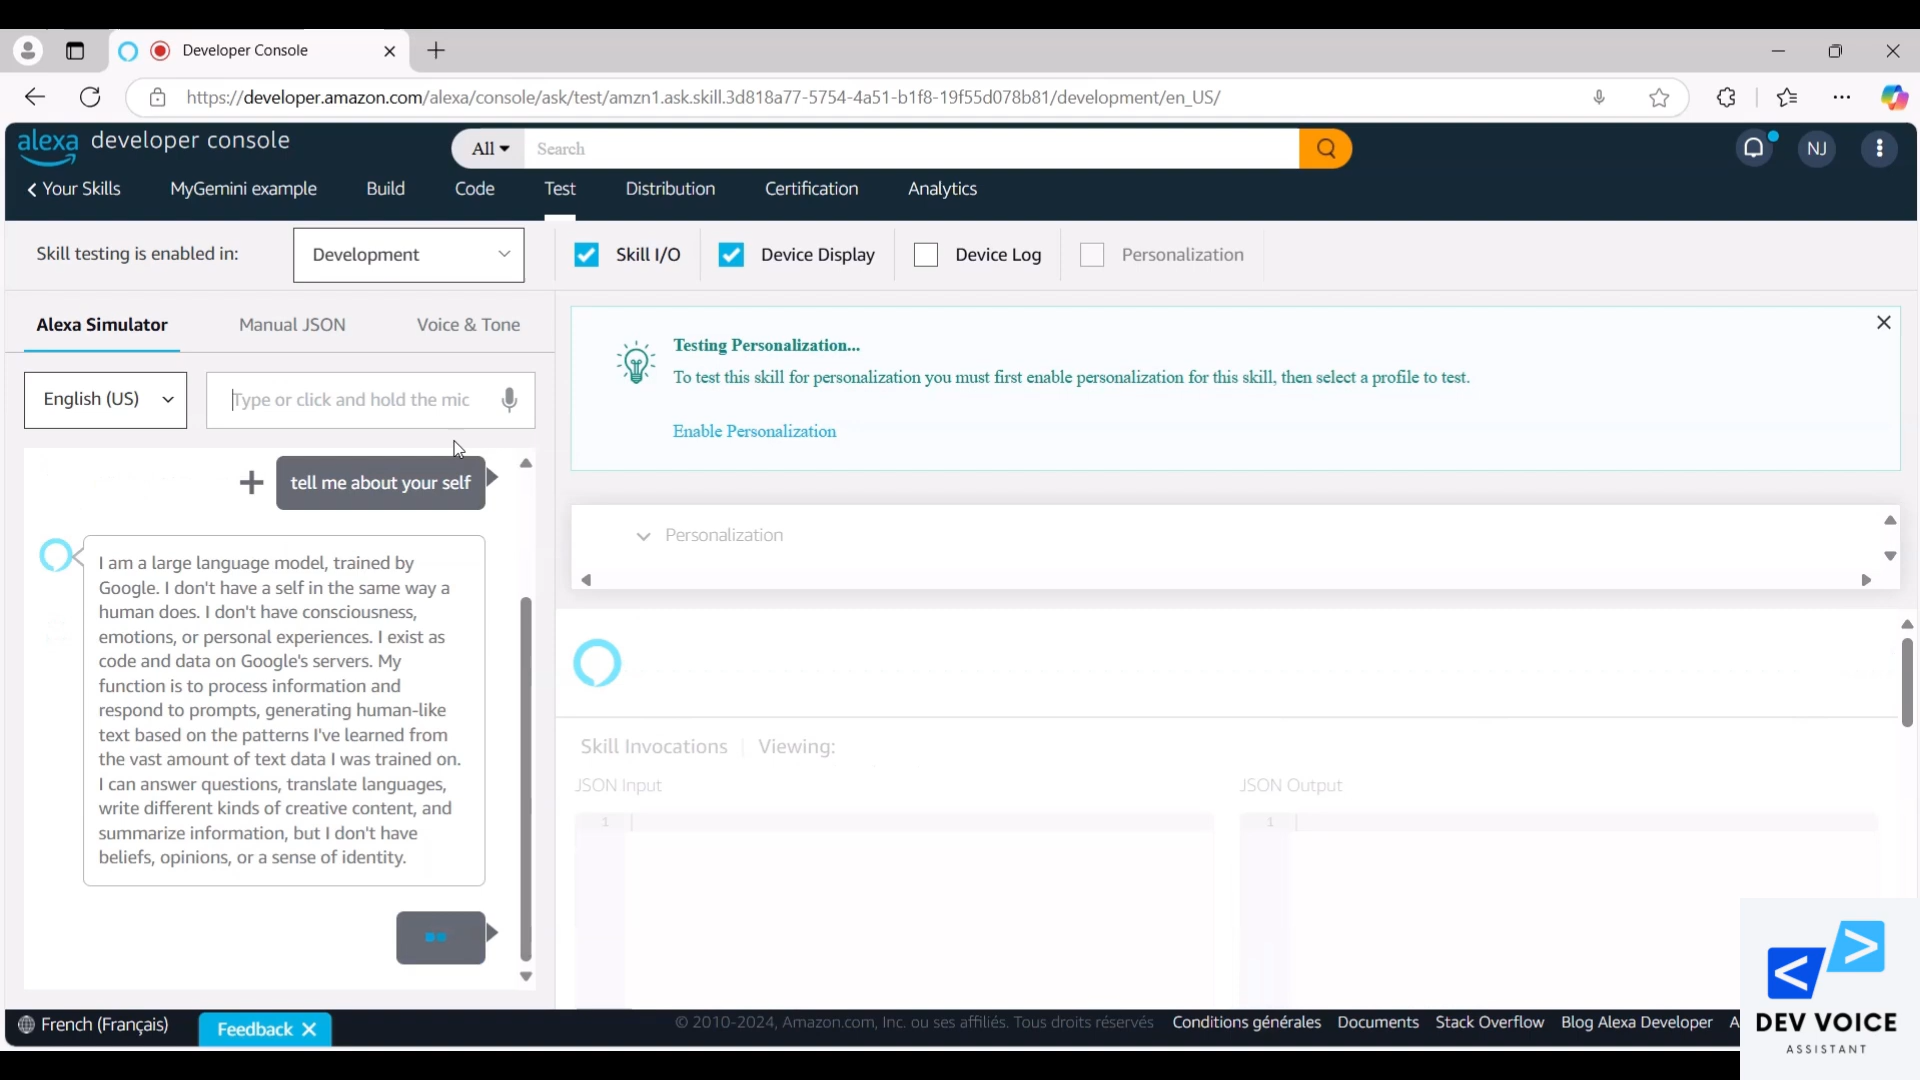 Developer Console
https://developer.amazon.com/alexa/console/ask/test/amzn1.ask.skill.3d818a77-5754-4a51-b1f8-19f55d078b81/development/en_US/
alexa developer console
All Search
NJ
Your Skills MyGemini example Build Code Test Distribution Certification Analytics
Skill testing is enabled in: Development Skill I/O Device Display Device Log Personalization
Alexa Simulator Manual JSON Voice & Tone
Testing Personalization...
To test this skill for personalization you must first enable personalization for this skill, then select a profile to test.
Enable Personalization
English (US) Type or click and hold the mic
tell me about your self
I am a large language model, trained by
Google. I don't have a self in the same way a
human does. I don't have consciousness,
emotions, or personal experiences. I exist as
code and data on Google's servers. My
function is to process information and
respond to prompts, generating human-like
text based on the patterns I've learned from
the vast amount of text data I was trained on.
I can answer questions, translate languages,
write different kinds of creative content, and
summarize information, but I don't have
beliefs, opinions, or a sense of identity.
Personalization
Skill Invocations Viewing:
JSON Input JSON Output
1 1
French (Français) Feedback © 2010-2024, Amazon.com, Inc. ou ses affiliés. Tous droits réservés Conditions générales Documents Stack Overflow Blog Alexa Developer A
DEV VOICE
ASSISTANT